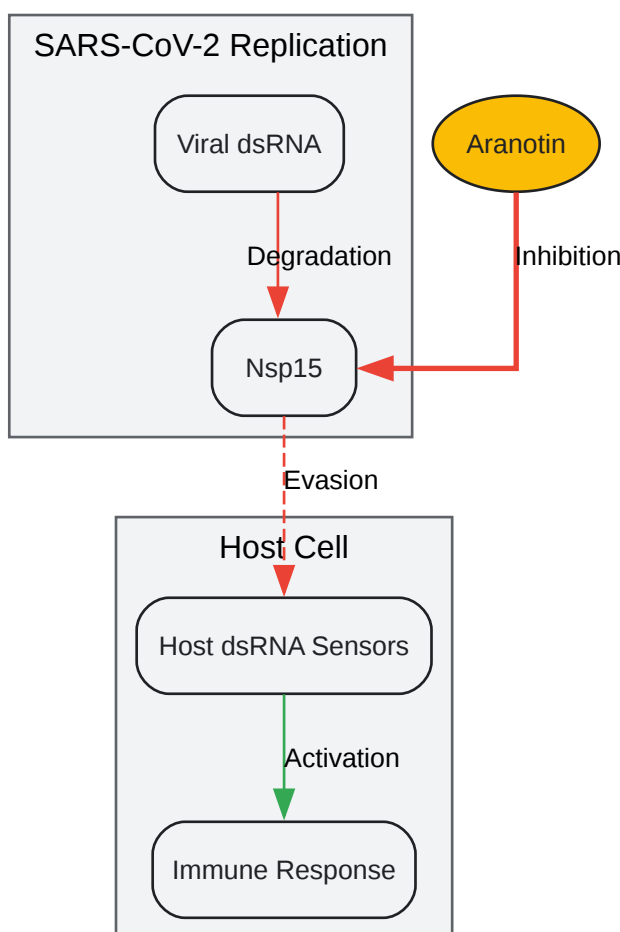 SARS-CoV-2 Replication
Viral dsRNA
Aranotin
Degradation
Inhibition
Nsp15
Evasion
Host Cell
Host dsRNA Sensors
Activation
Immune Response